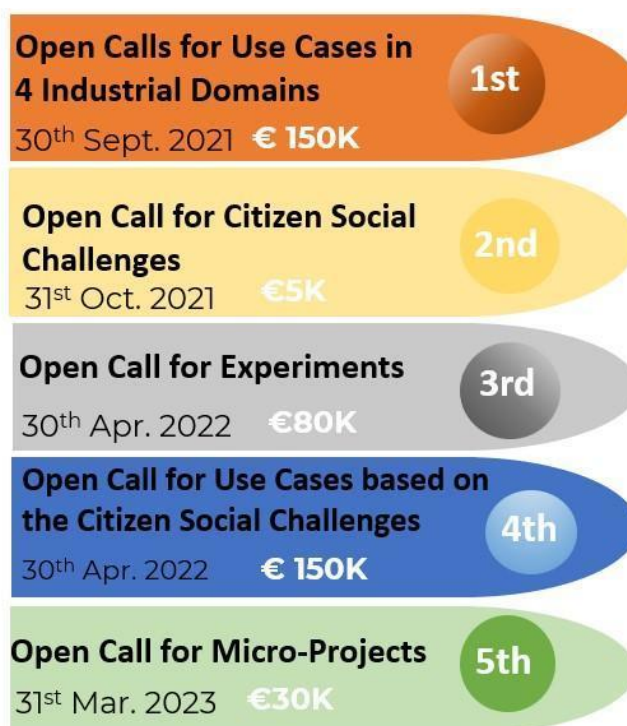 Open Calls for Use Cases in
4 Industrial Domains
1st
30th Sept. 2021 € 150K
Open Call for Citizen Social
Challenges
2nd
31st Oct. 2021 €5K
Open Call for Experiments
3rd
30th Apr. 2022 €80K
Open Call for Use Cases based on
the Citizen Social Challenges
4th
30th Apr. 2022 € 150K
Open Call for Micro-Projects
5th
31st Mar. 2023 €30K